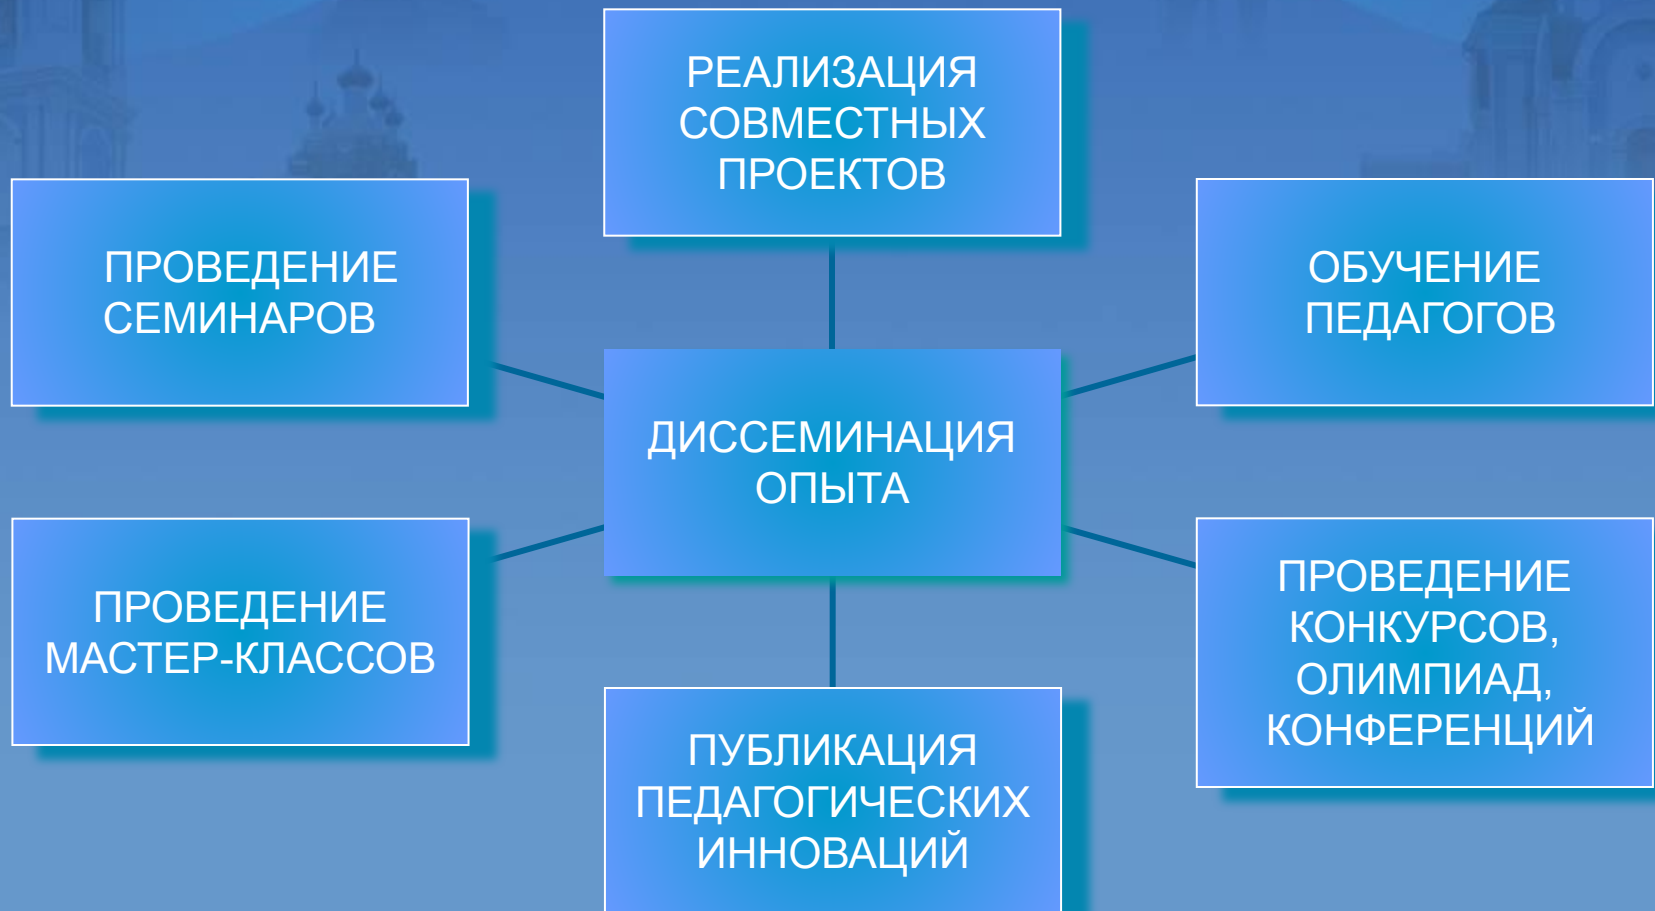 РЕАЛИЗАЦИЯ
СОВМЕСТНЫХ
ПРОЕКТОВ
ПРОВЕДЕНИЕ
СЕМИНАРОВ
ОБУЧЕНИЕ
ПЕДАГОГОВ
ДИССЕМИНАЦИЯ
ОПЫТА
ПРОВЕДЕНИЕ
МАСТЕР-КЛАССОВ
ПРОВЕДЕНИЕ
КОНКУРСОВ,
ОЛИМПИАД,
КОНФЕРЕНЦИЙ
ПУБЛИКАЦИЯ
ПЕДАГОГИЧЕСКИХ
ИННОВАЦИЙ